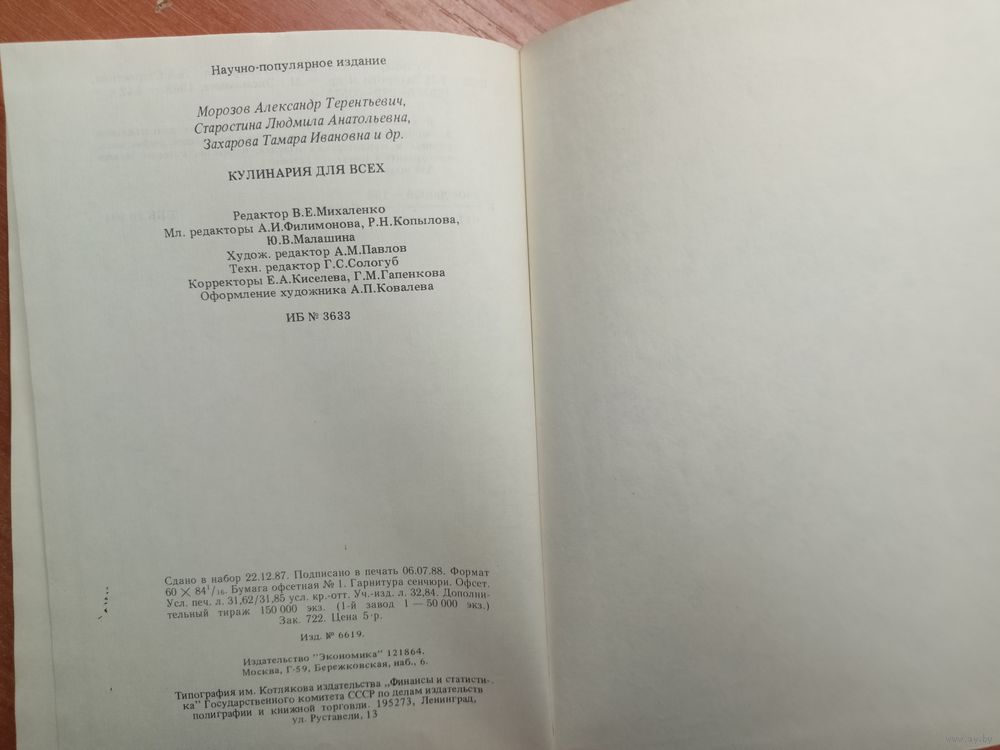 Научно-популярное издание
Морозов Александр Терентьевич,
Старостина Людмила Анатольевна,
Захарова Тамара Ивановна и др.
КУЛИНАРИЯ ДЛЯ ВСЕХ
Редактор В.Е.Михаленко
Мл. редакторы А.И.Филимонова, Р.Н.Копылова,
Ю.В.Малашина
Худож. редактор А.М.Павлов
Техн. редактор Г.С.Сологуб
Корректоры Е.А.Киселева, Г.М.Гапенкова
Оформление художника А.П.Ковалева
ИБ № 3633
Сдано в набор 22.12.87. Подписано в печать 06.07.88. Формат
60 × 84¹/₁₆. Бумага офсетная № 1. Гарнитура сенчюри. Офсет.
Усл. печ. л. 31,62/31,85 усл. кр.-отт. Уч.-изд. л. 32,84. Дополни-
тельный тираж 150 000 экз. (1-й завод 1 — 50 000 экз.)
Зак. 722. Цена 5 р.
Изд. № 6619.
Издательство "Экономика" 121864.
Москва, Г-59, Бережковская, наб., 6.
Типография им. Котлякова издательства „Финансы и статисти-
ка" Государственного комитета СССР по делам издательств
полиграфии и книжной торговли. 195273, Ленинград,
ул. Руставели, 13
www.ay.by